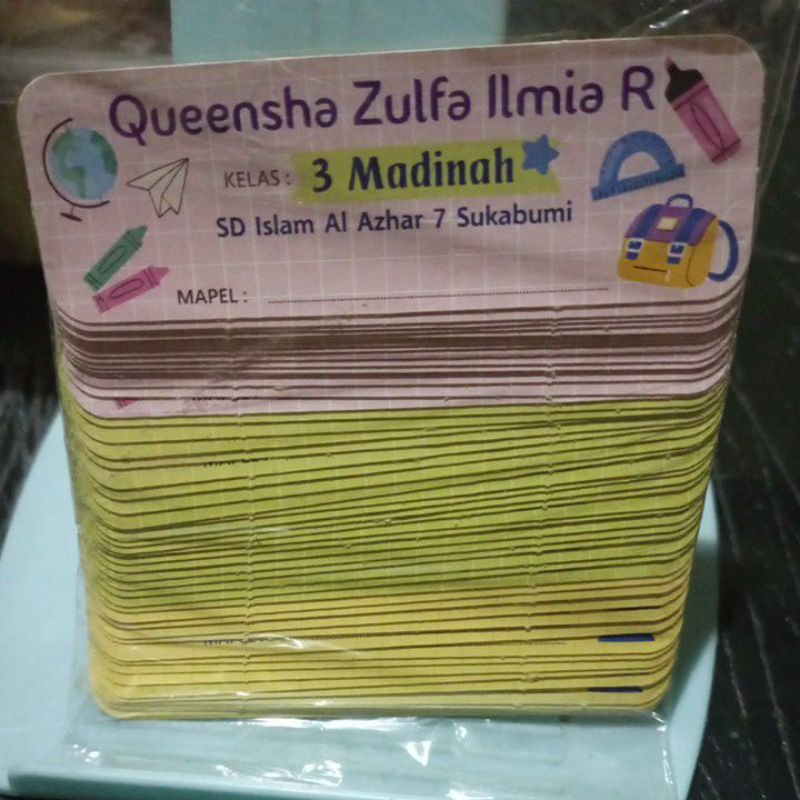 Queensha Zulfa Ilmia R
KELAS : 3 Madinah
SD Islam Al Azhar 7 Sukabumi
MAPEL :